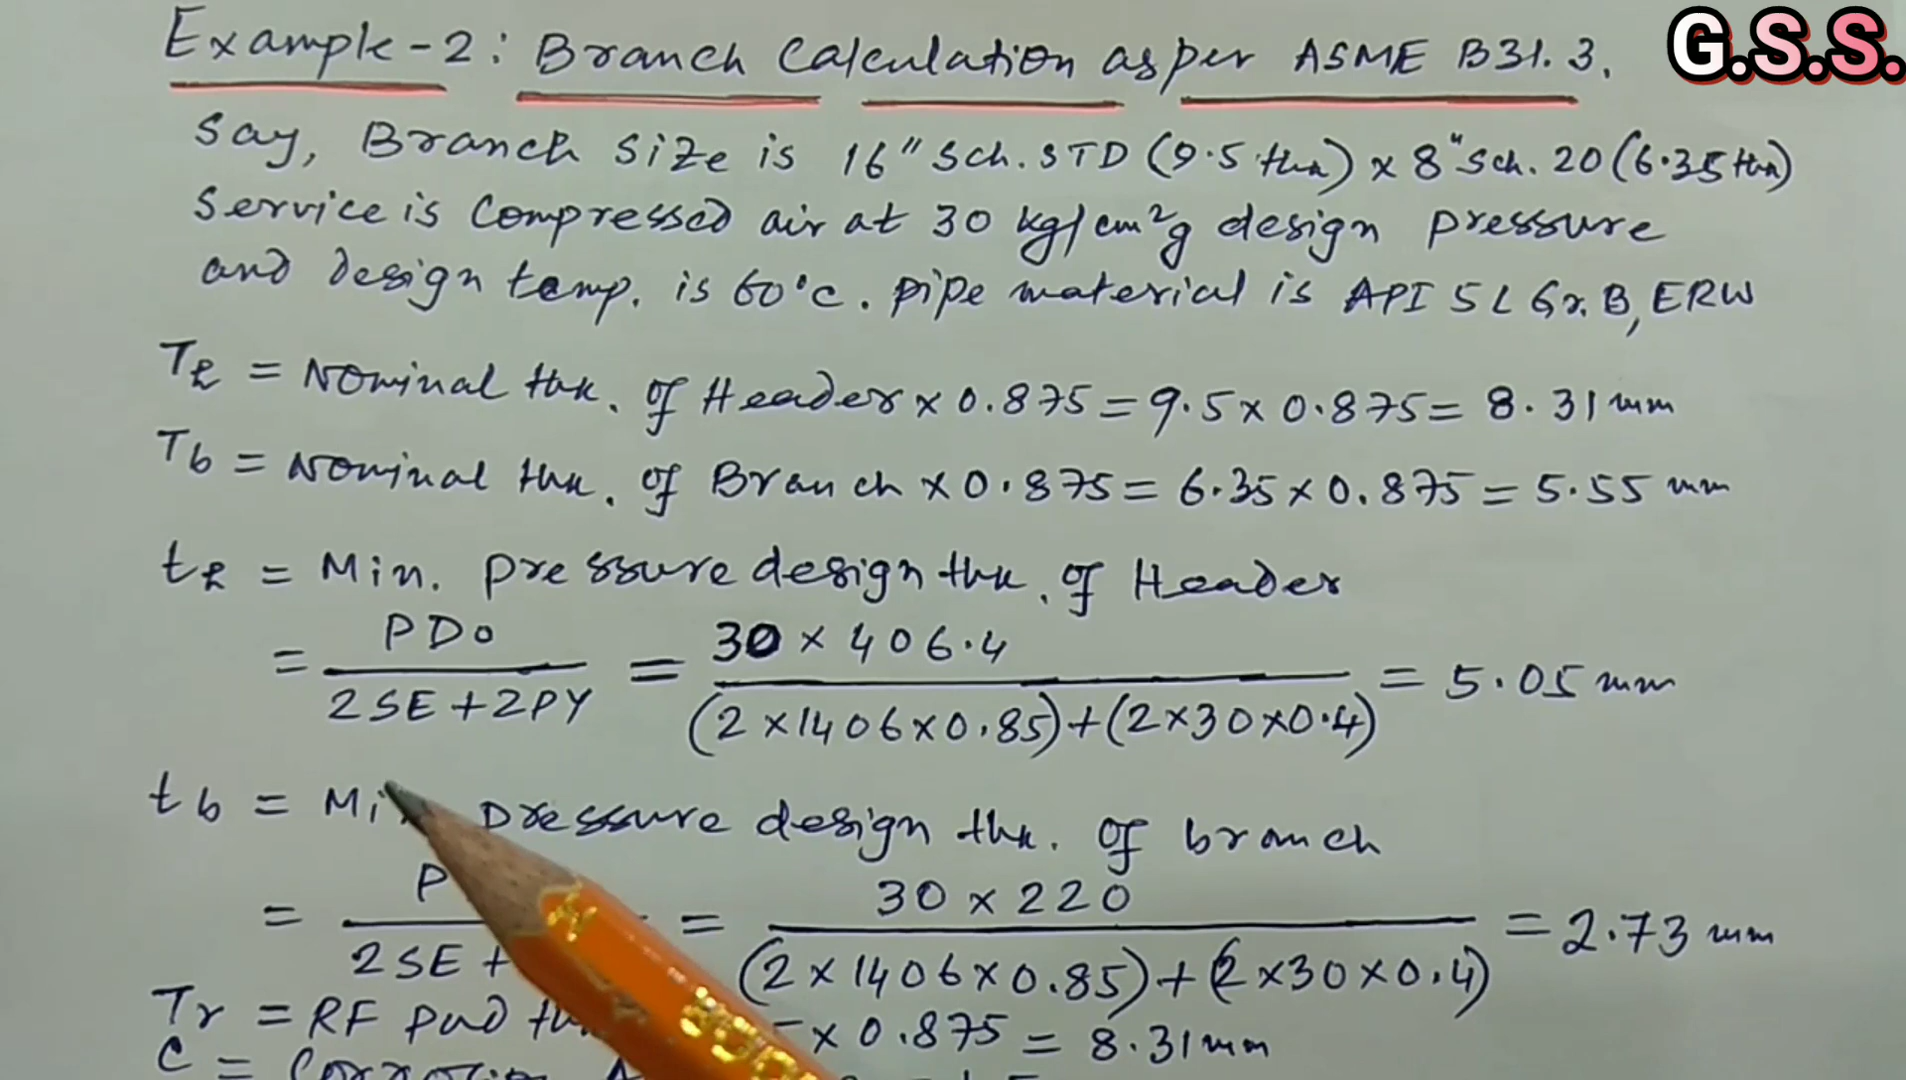 Example-2: Branch Calculation as per ASME B31.3.
G.S.S.
Say, Branch size is 16" Sch. STD (9.5 thk) x 8" Sch. 20 (6.35 thk)
Service is Compressed air at 30 kg/cm²g design pressure
and design temp. is 60°C. pipe material is API 5L Gr. B, ERW
Th = Nominal thk. of Header x 0.875 = 9.5 x 0.875 = 8.31 mm
Tb = Nominal thk. of Branch x 0.875 = 6.35 x 0.875 = 5.55 mm
th = Min. pressure design thk. of Header
= PDo / 2SE + 2PY = 30 x 406.4 / (2 x 1406 x 0.85) + (2 x 30 x 0.4) = 5.05 mm
tb = Min pressure design thk. of branch
= P / 2SE + = 30 x 220 / (2 x 1406 x 0.85) + (2 x 30 x 0.4) = 2.73 mm
Tr = RF pad x 0.875 = 8.31 mm
C =